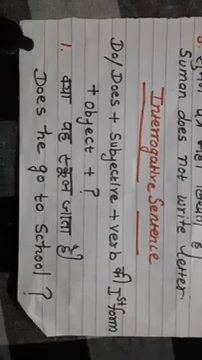 Suman does not write letter.
Interrogative Sentence
Do/Does + Subjective + verb की Ist form
+ object + ?
1. क्या वह स्कूल जाता है
Does he go to School ?